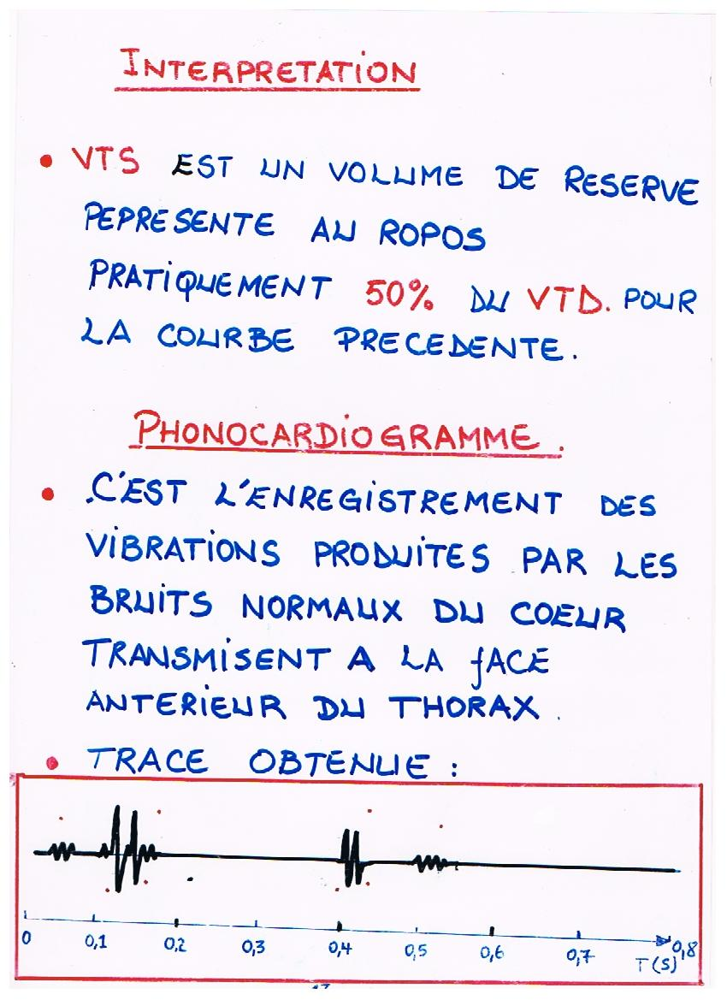 INTERPRETATION
• VTS EST UN VOLUME DE RESERVE
PEPRESENTE AU ROPOS
PRATIQUEMENT 50% DU VTD. POUR
LA COURBE PRECEDENTE.
PHONOCARDIOGRAMME.
• .C'EST L'ENREGISTREMENT DES
VIBRATIONS PRODUITES PAR LES
BRUITS NORMAUX DU COEUR
TRANSMISENT A LA fACE
ANTERIEUR DU THORAX.
• TRACE OBTENUE :
0 0,1 0,2 0,3 0,4 0,5 0,6 0,7 0,8
T(S)